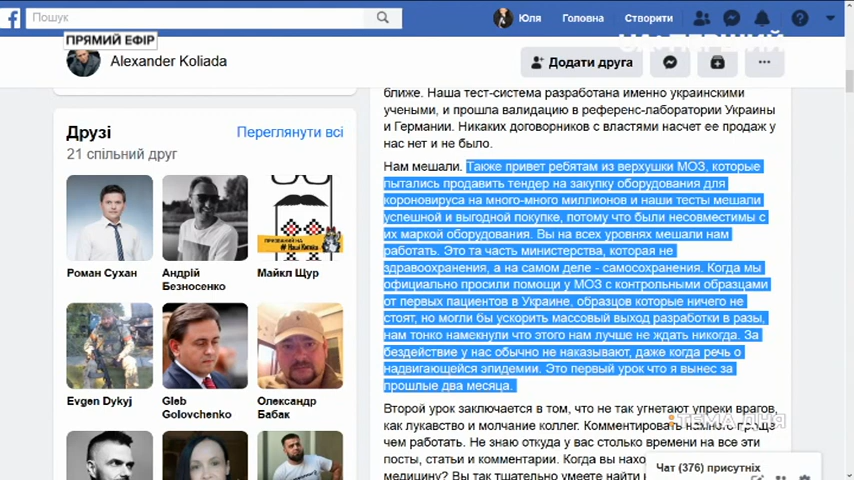 Пошук
Юля
Головна
Створити
ПРЯМИЙ ЕФІР
UA:ПЕРШИЙ
Alexander Koliada
Додати друга
Друзі
Переглянути всі
21 спільний друг
Роман Сухан
Андрій Безносенко
Майкл Щур
Evgen Dykyj
Gleb Golovchenko
Олександр Бабак
ближе. Наша тест-система разработана именно украинскими
учеными, и прошла валидацию в референс-лаборатории Украины
и Германии. Никаких договорников с властями насчет ее продаж у
нас нет и не было.
Нам мешали. Также привет ребятам из верхушки МОЗ, которые
пытались продавить тендер на закупку оборудования для
короновируса на много-много миллионов и наши тесты мешали
успешной и выгодной покупке, потому что были несовместимы с
их маркой оборудования. Вы на всех уровнях мешали нам
работать. Это та часть министерства, которая не
здравоохранения, а на самом деле - самосохранения. Когда мы
официально просили помощи у МОЗ с контрольными образцами
от первых пациентов в Украине, образцов которые ничего не
стоят, но могли бы ускорить массовый выход разработки в разы,
нам тонко намекнули что этого нам лучше не ждать никогда. За
бездействие у нас обычно не наказывают, даже когда речь о
надвигающейся эпидемии. Это первый урок что я вынес за
прошлые два месяца.
Второй урок заключается в том, что не так угнетают упреки врагов,
как лукавство и молчание коллег. Комментировать намного проще
чем работать. Не знаю откуда у вас столько времени на все эти
посты, статьи и комментарии. Когда вы нахо
медицину? Вы так тщательно умеете найти
ТЕМА ДНЯ
Чат (376) присутніх